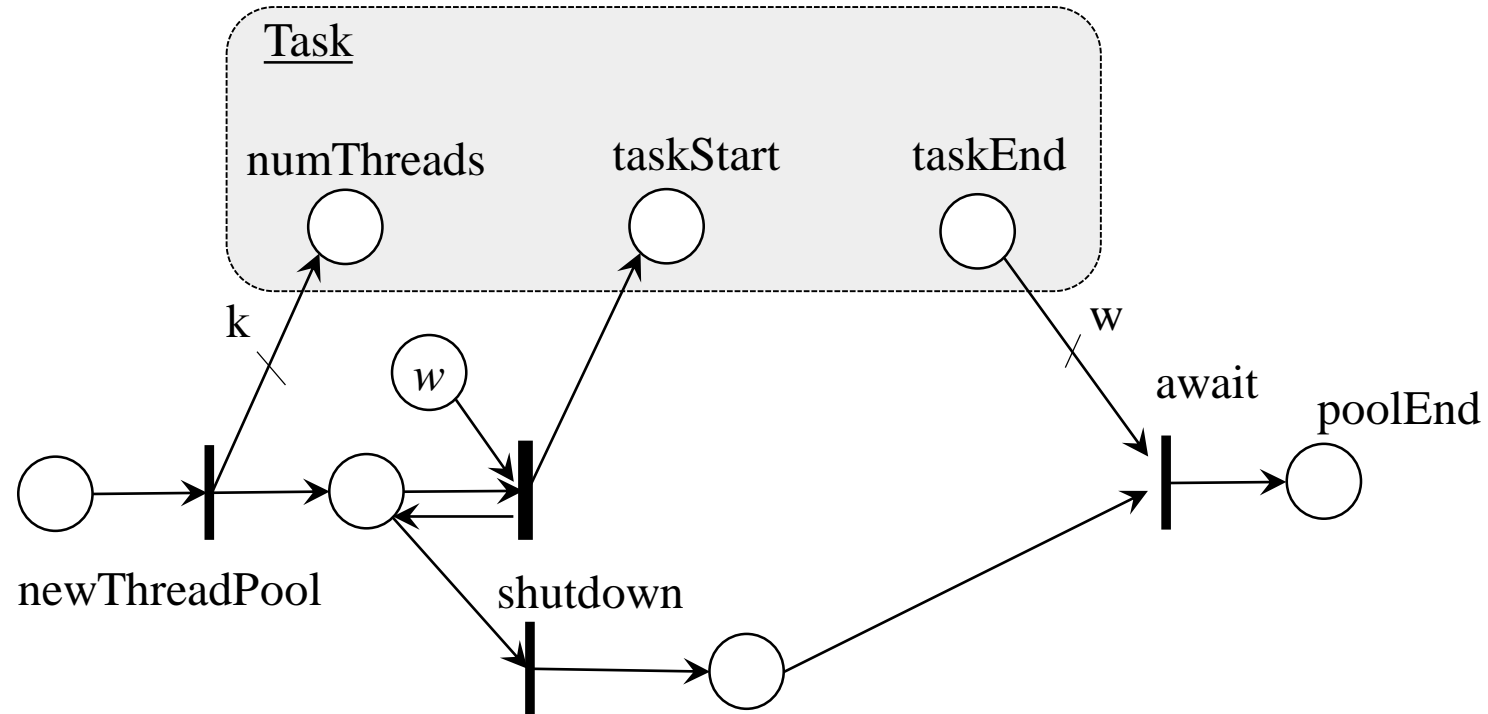 Task
numThreads
taskStart
taskEnd
k
w
w
await
poolEnd
newThreadPool
shutdown